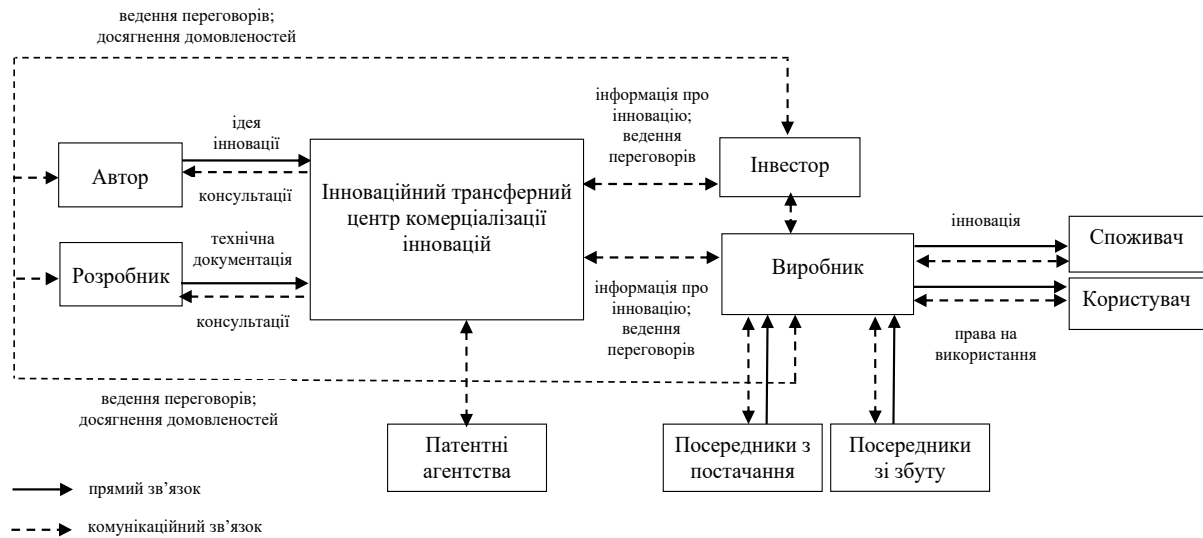 ведення переговорів;
досягнення домовленостей
ідея
інновації
Автор
консультації
технічна
документація
Розробник
консультації
Інноваційний трансферний
центр комерціалізації
інновацій
інформація про
інновацію;
ведення
переговорів
Інвестор
інформація про
інновацію;
ведення
переговорів
Виробник
інновація
Споживач
Користувач
права на
використання
ведення переговорів;
досягнення домовленостей
Патентні
агентства
Посередники з
постачання
Посередники
зі збуту
прямий зв’язок
комунікаційний зв’язок